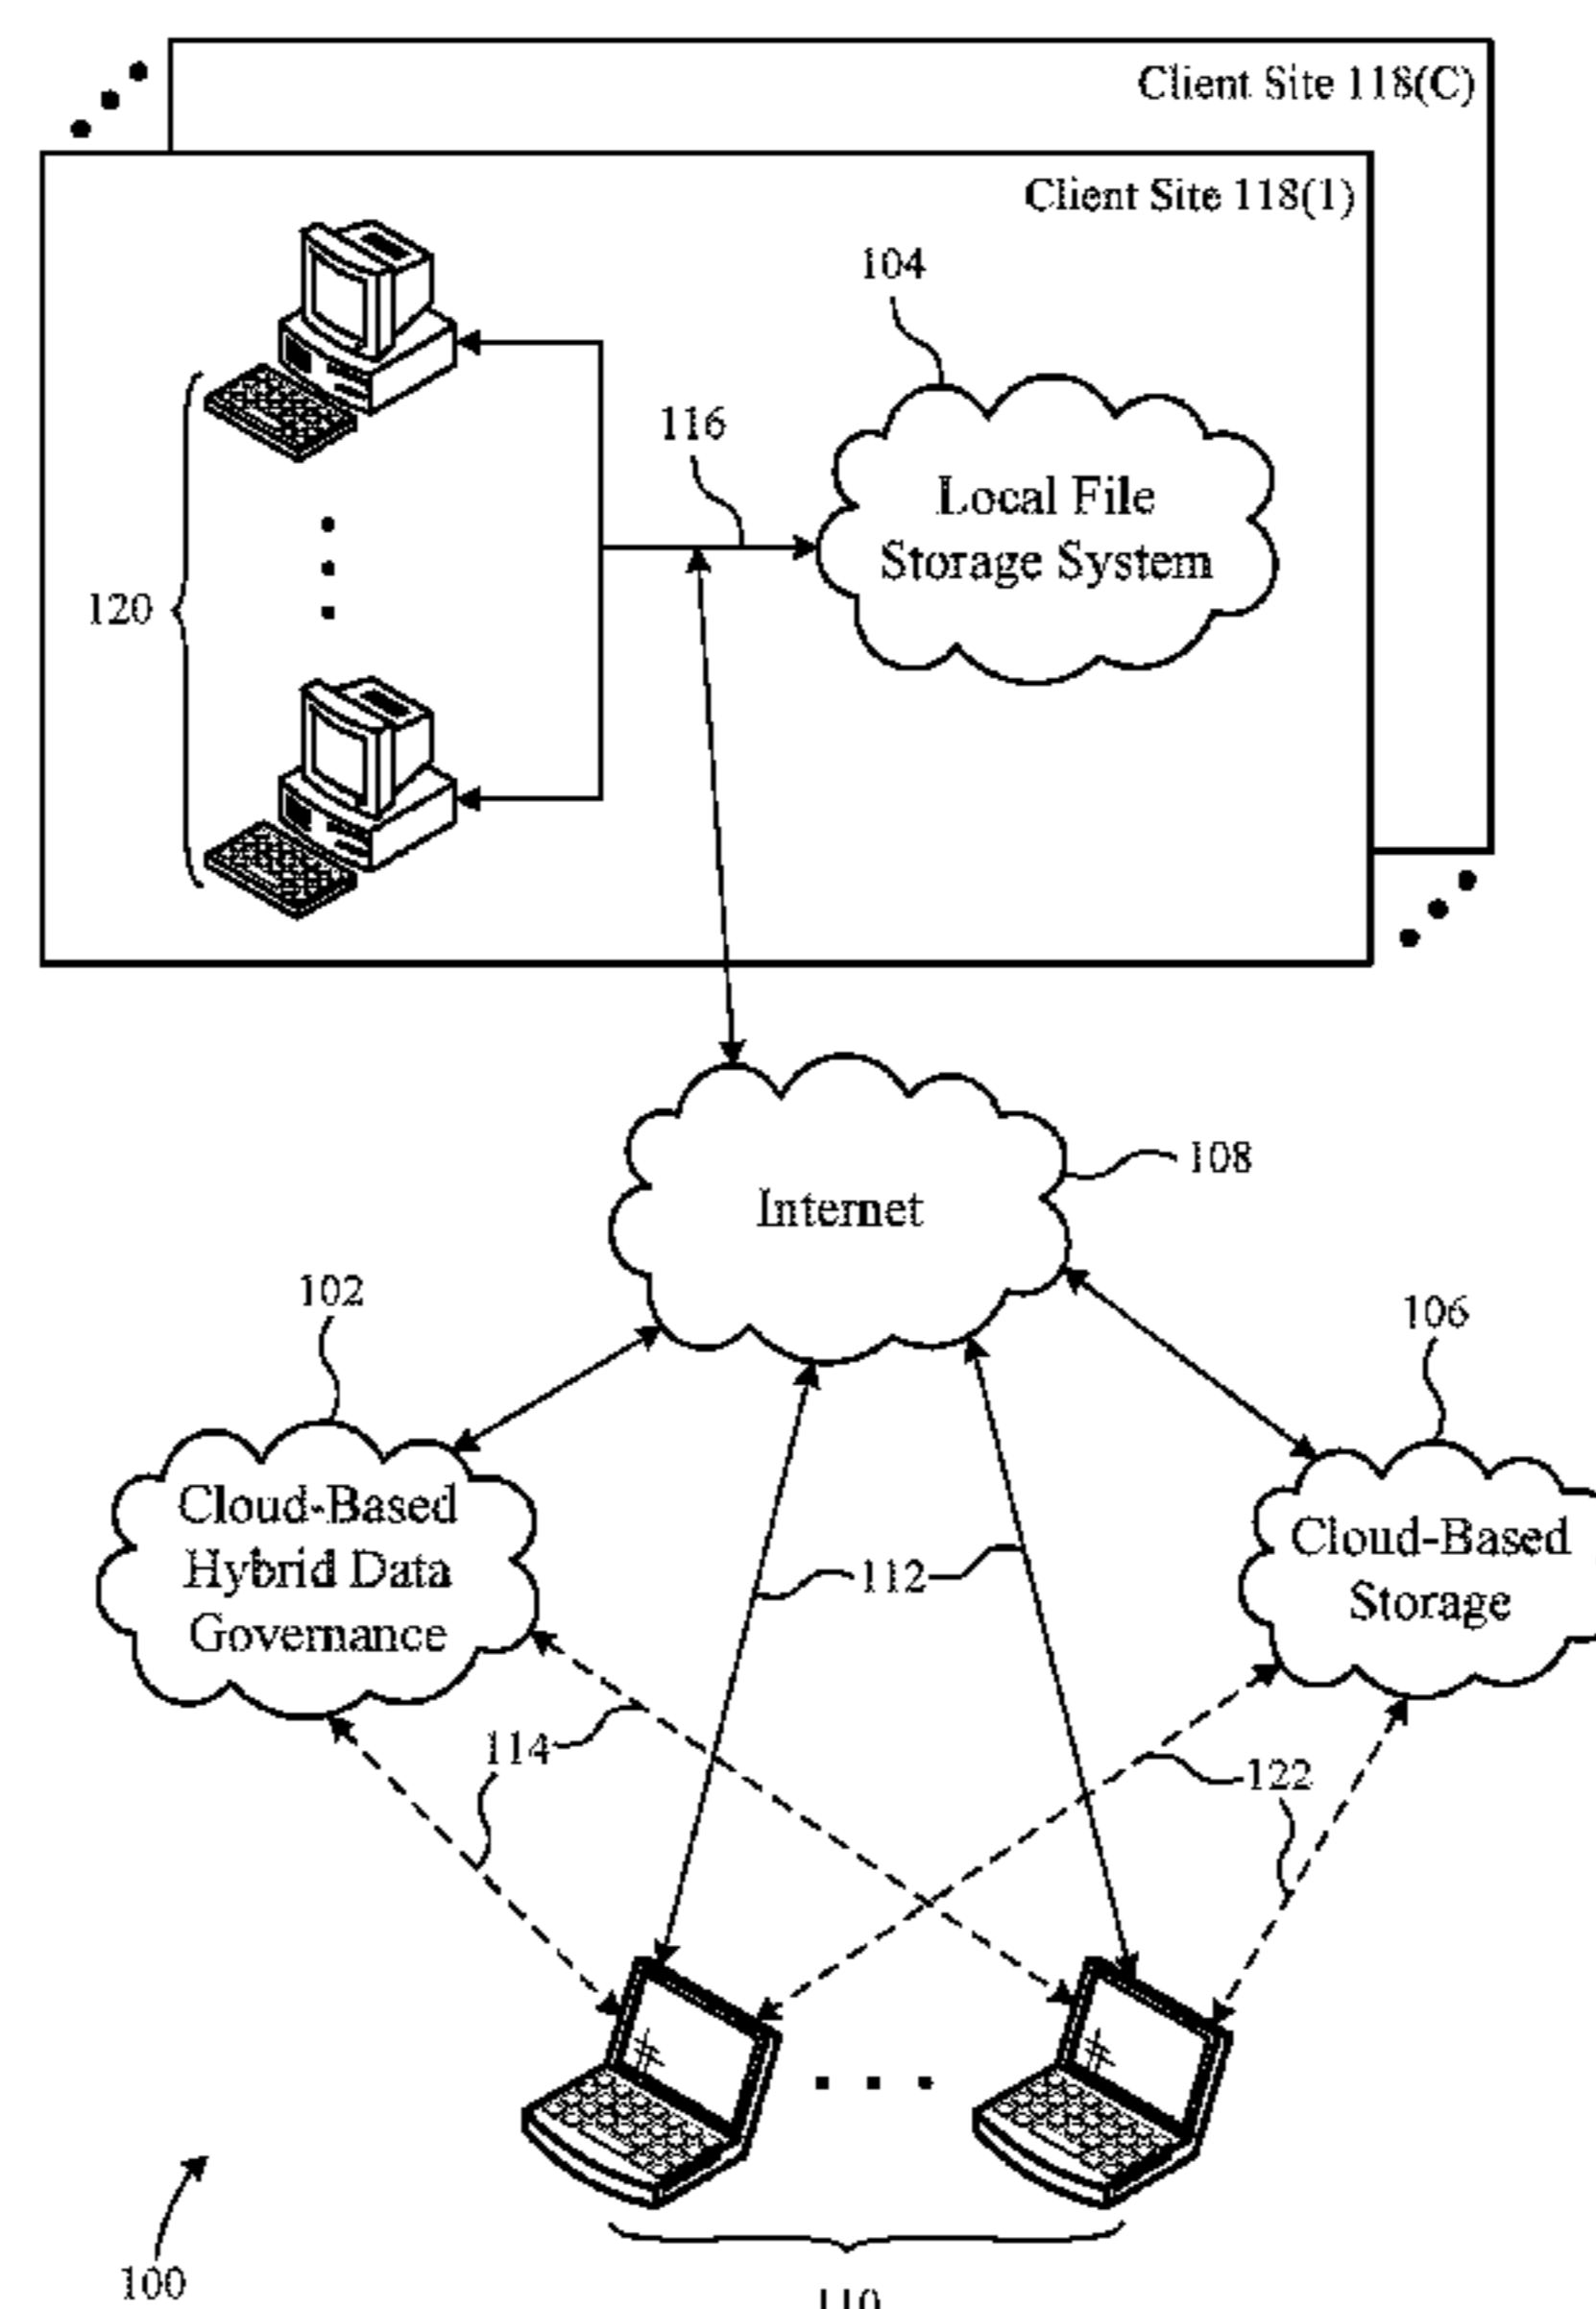 Client Site 118(C)
Client Site 118(1)
104
116
Local File
Storage System
120
108
Internet
102
106
Cloud-Based
Hybrid Data
Governance
Cloud-Based
Storage
112
114
122
100
110